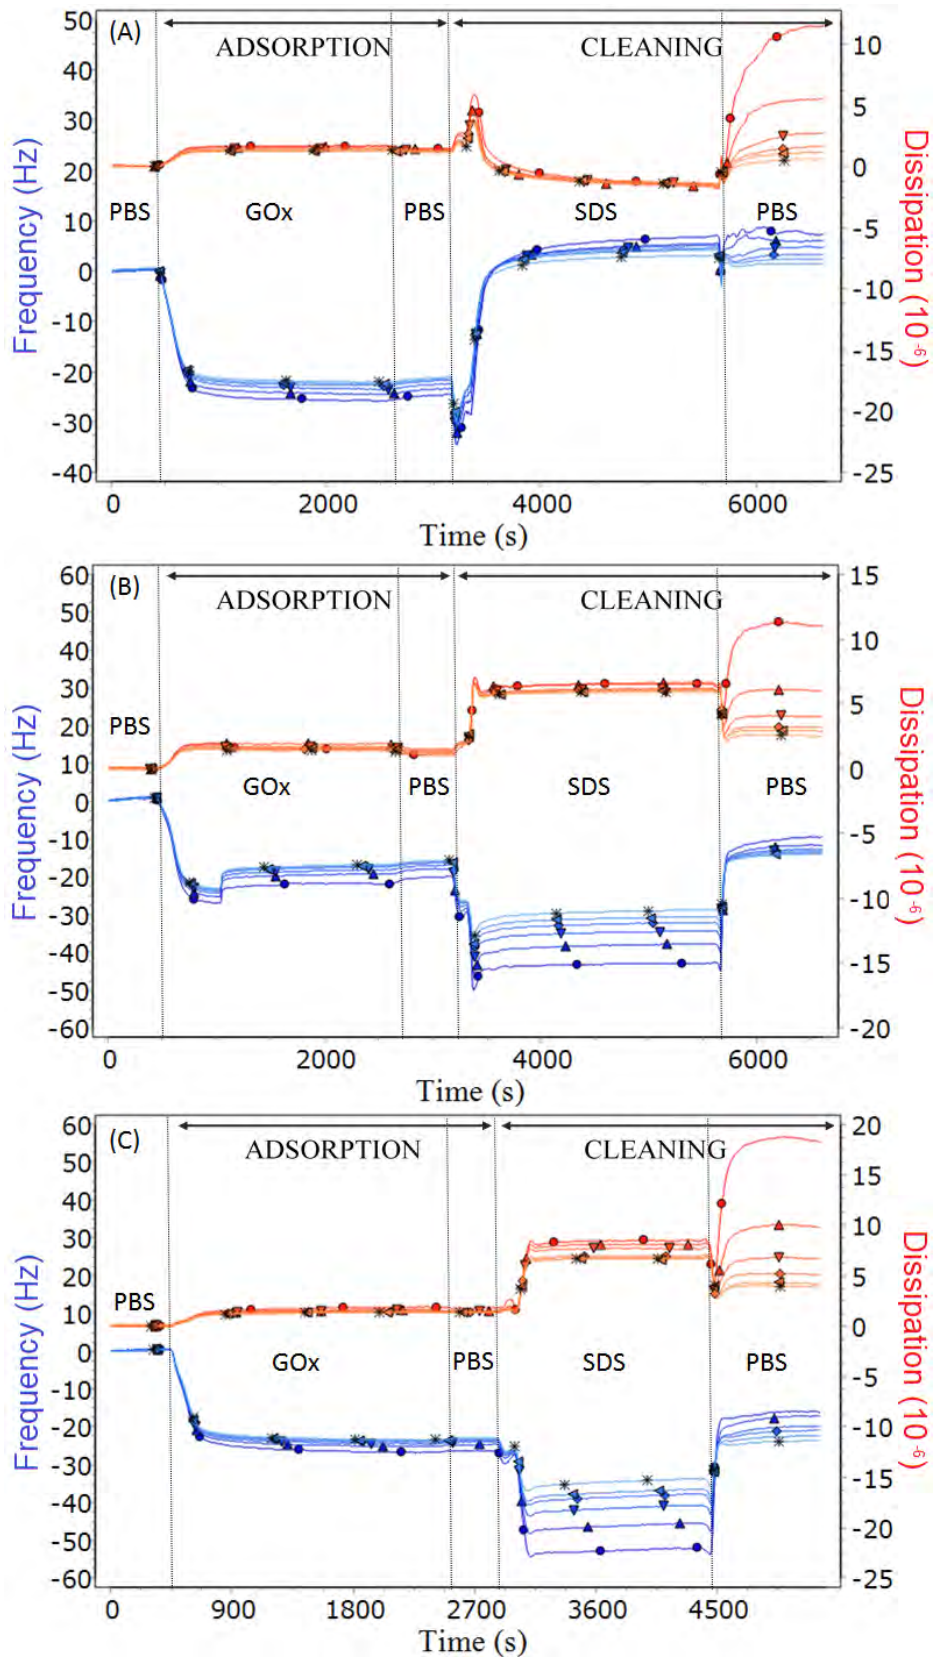 (A)
ADSORPTION CLEANING
50
40
30
20
10
0
-10
-20
-30
-40
Frequency (Hz)
PBS GOx PBS SDS PBS
10
5
0
-5
-10
-15
-20
-25
Dissipation (10-6)
0 2000 4000 6000
Time (s)
(B)
ADSORPTION CLEANING
60
50
40
30
20
10
0
-10
-20
-30
-40
-50
-60
Frequency (Hz)
PBS
GOx PBS SDS PBS
15
10
5
0
-5
-10
-15
-20
Dissipation (10-6)
0 2000 4000 6000
Time (s)
(C)
ADSORPTION CLEANING
60
50
40
30
20
10
0
-10
-20
-30
-40
-50
-60
Frequency (Hz)
PBS
GOx PBS SDS PBS
20
15
10
5
0
-5
-10
-15
-20
-25
Dissipation (10-6)
0 900 1800 2700 3600 4500
Time (s)